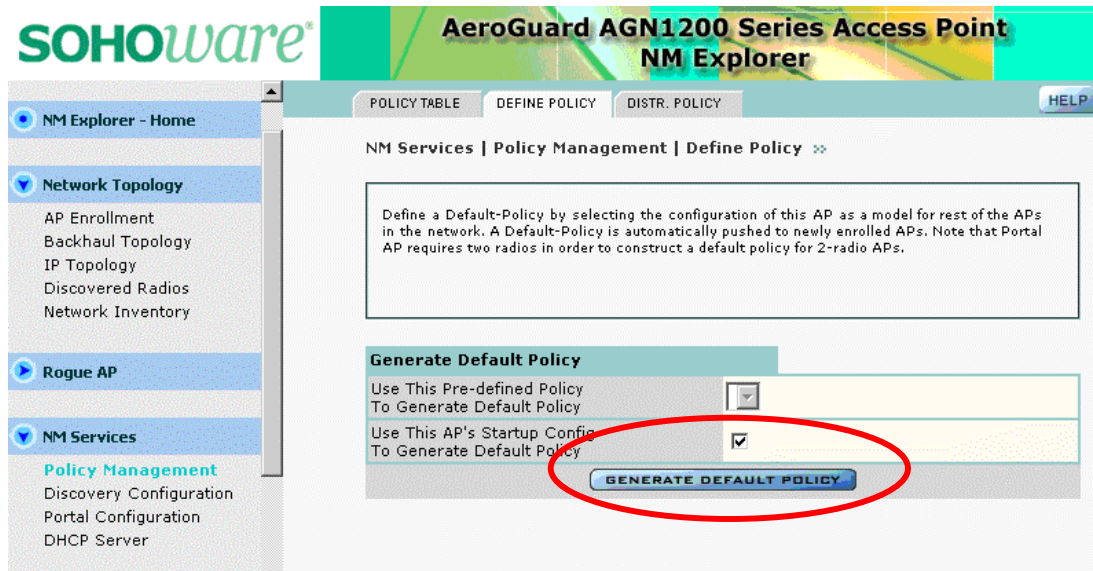 SOHOware®
AeroGuard AGN1200 Series Access Point
NM Explorer
NM Explorer - Home
Network Topology
AP Enrollment
Backhaul Topology
IP Topology
Discovered Radios
Network Inventory
Rogue AP
NM Services
Policy Management
Discovery Configuration
Portal Configuration
DHCP Server
POLICY TABLE
DEFINE POLICY
DISTR. POLICY
HELP
NM Services | Policy Management | Define Policy »
Define a Default-Policy by selecting the configuration of this AP as a model for rest of the APs
in the network. A Default-Policy is automatically pushed to newly enrolled APs. Note that Portal
AP requires two radios in order to construct a default policy for 2-radio APs.
Generate Default Policy
Use This Pre-defined Policy
To Generate Default Policy
Use This AP's Startup Config
To Generate Default Policy
GENERATE DEFAULT POLICY